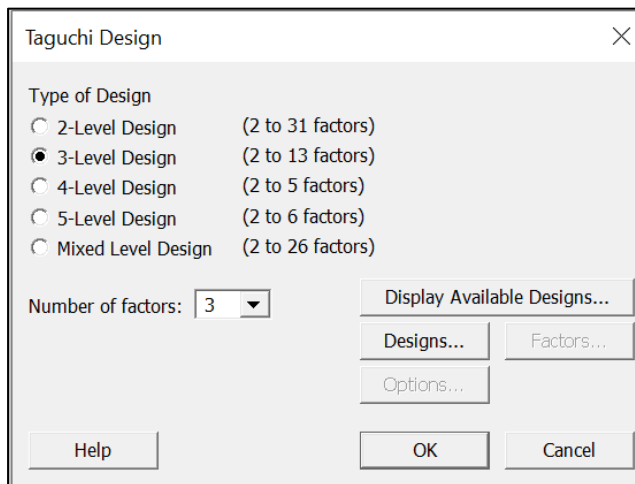 Taguchi Design
Type of Design
2-Level Design (2 to 31 factors)
3-Level Design (2 to 13 factors)
4-Level Design (2 to 5 factors)
5-Level Design (2 to 6 factors)
Mixed Level Design (2 to 26 factors)
Number of factors: 3
Display Available Designs...
Designs... Factors...
Options...
Help OK Cancel